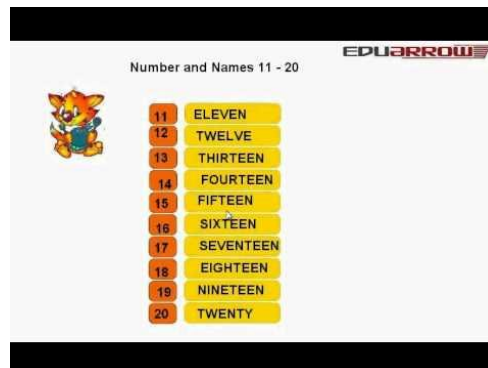 EDUARROW
Number and Names 11 - 20
11 ELEVEN
12 TWELVE
13 THIRTEEN
14 FOURTEEN
15 FIFTEEN
16 SIXTEEN
17 SEVENTEEN
18 EIGHTEEN
19 NINETEEN
20 TWENTY